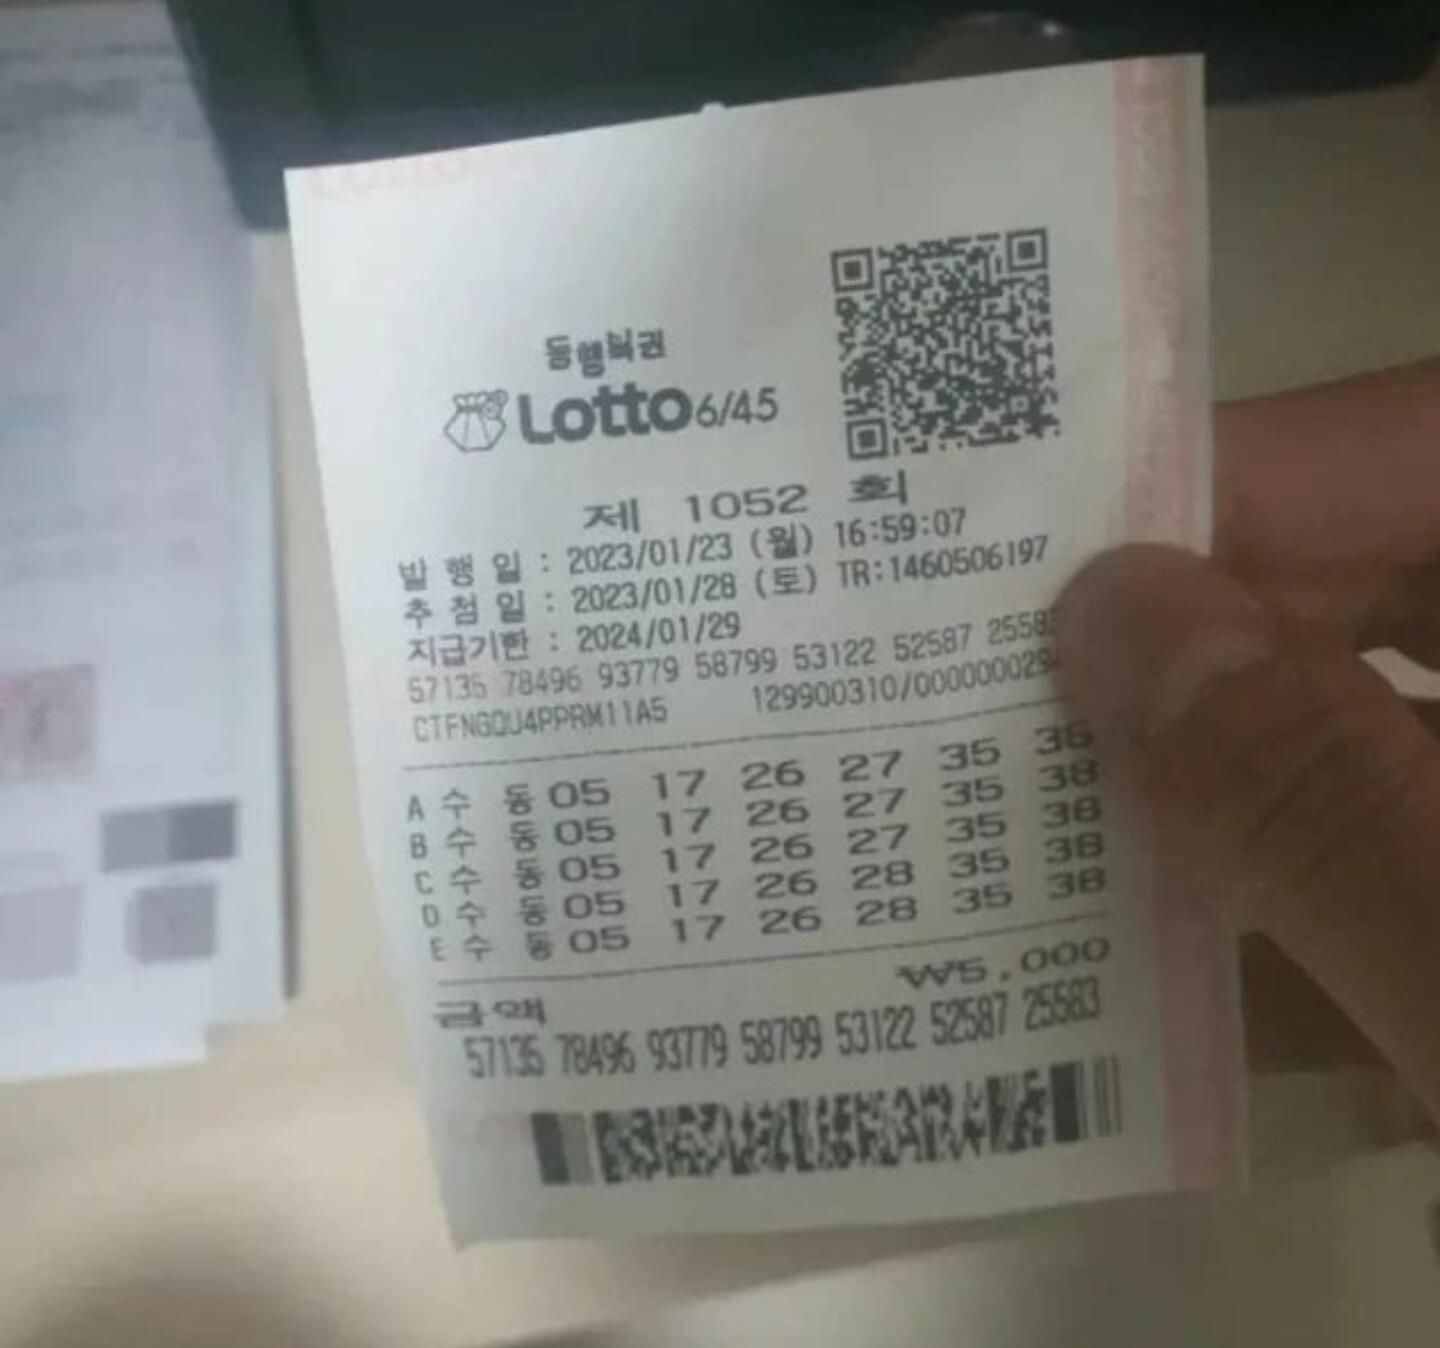 동행복권
Lotto 6/45
제 1052 회
발 행 일 : 2023/01/23 (월) 16:59:07
추 첨 일 : 2023/01/28 (토) TR:1460506197
지급기한 : 2024/01/29
57135 78496 93779 58799 53122 52587 25583
CTFNGQU4PPRM11A5 129900310/000000029
A 수 동 05 17 26 27 35 38
B 수 동 05 17 26 27 35 38
C 수 동 05 17 26 27 35 38
D 수 동 05 17 26 28 35 38
E 수 동 05 17 26 28 35 38
금액 ₩5,000
57135 78496 93779 58799 53122 52587 25583